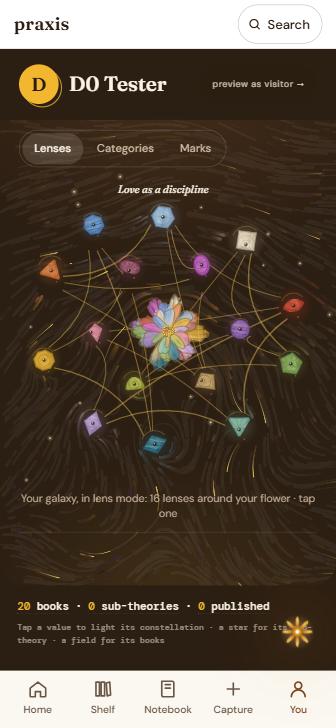 praxis
Search
D
DO Tester
preview as visitor →
Lenses
Categories
Marks
Love as a discipline
Your galaxy, in lens mode: 16 lenses around your flower · tap
one
20 books · 0 sub-theories · 0 published
Tap a value to light its constellation · a star for its
theory · a field for its books
Home
Shelf
Notebook
Capture
You